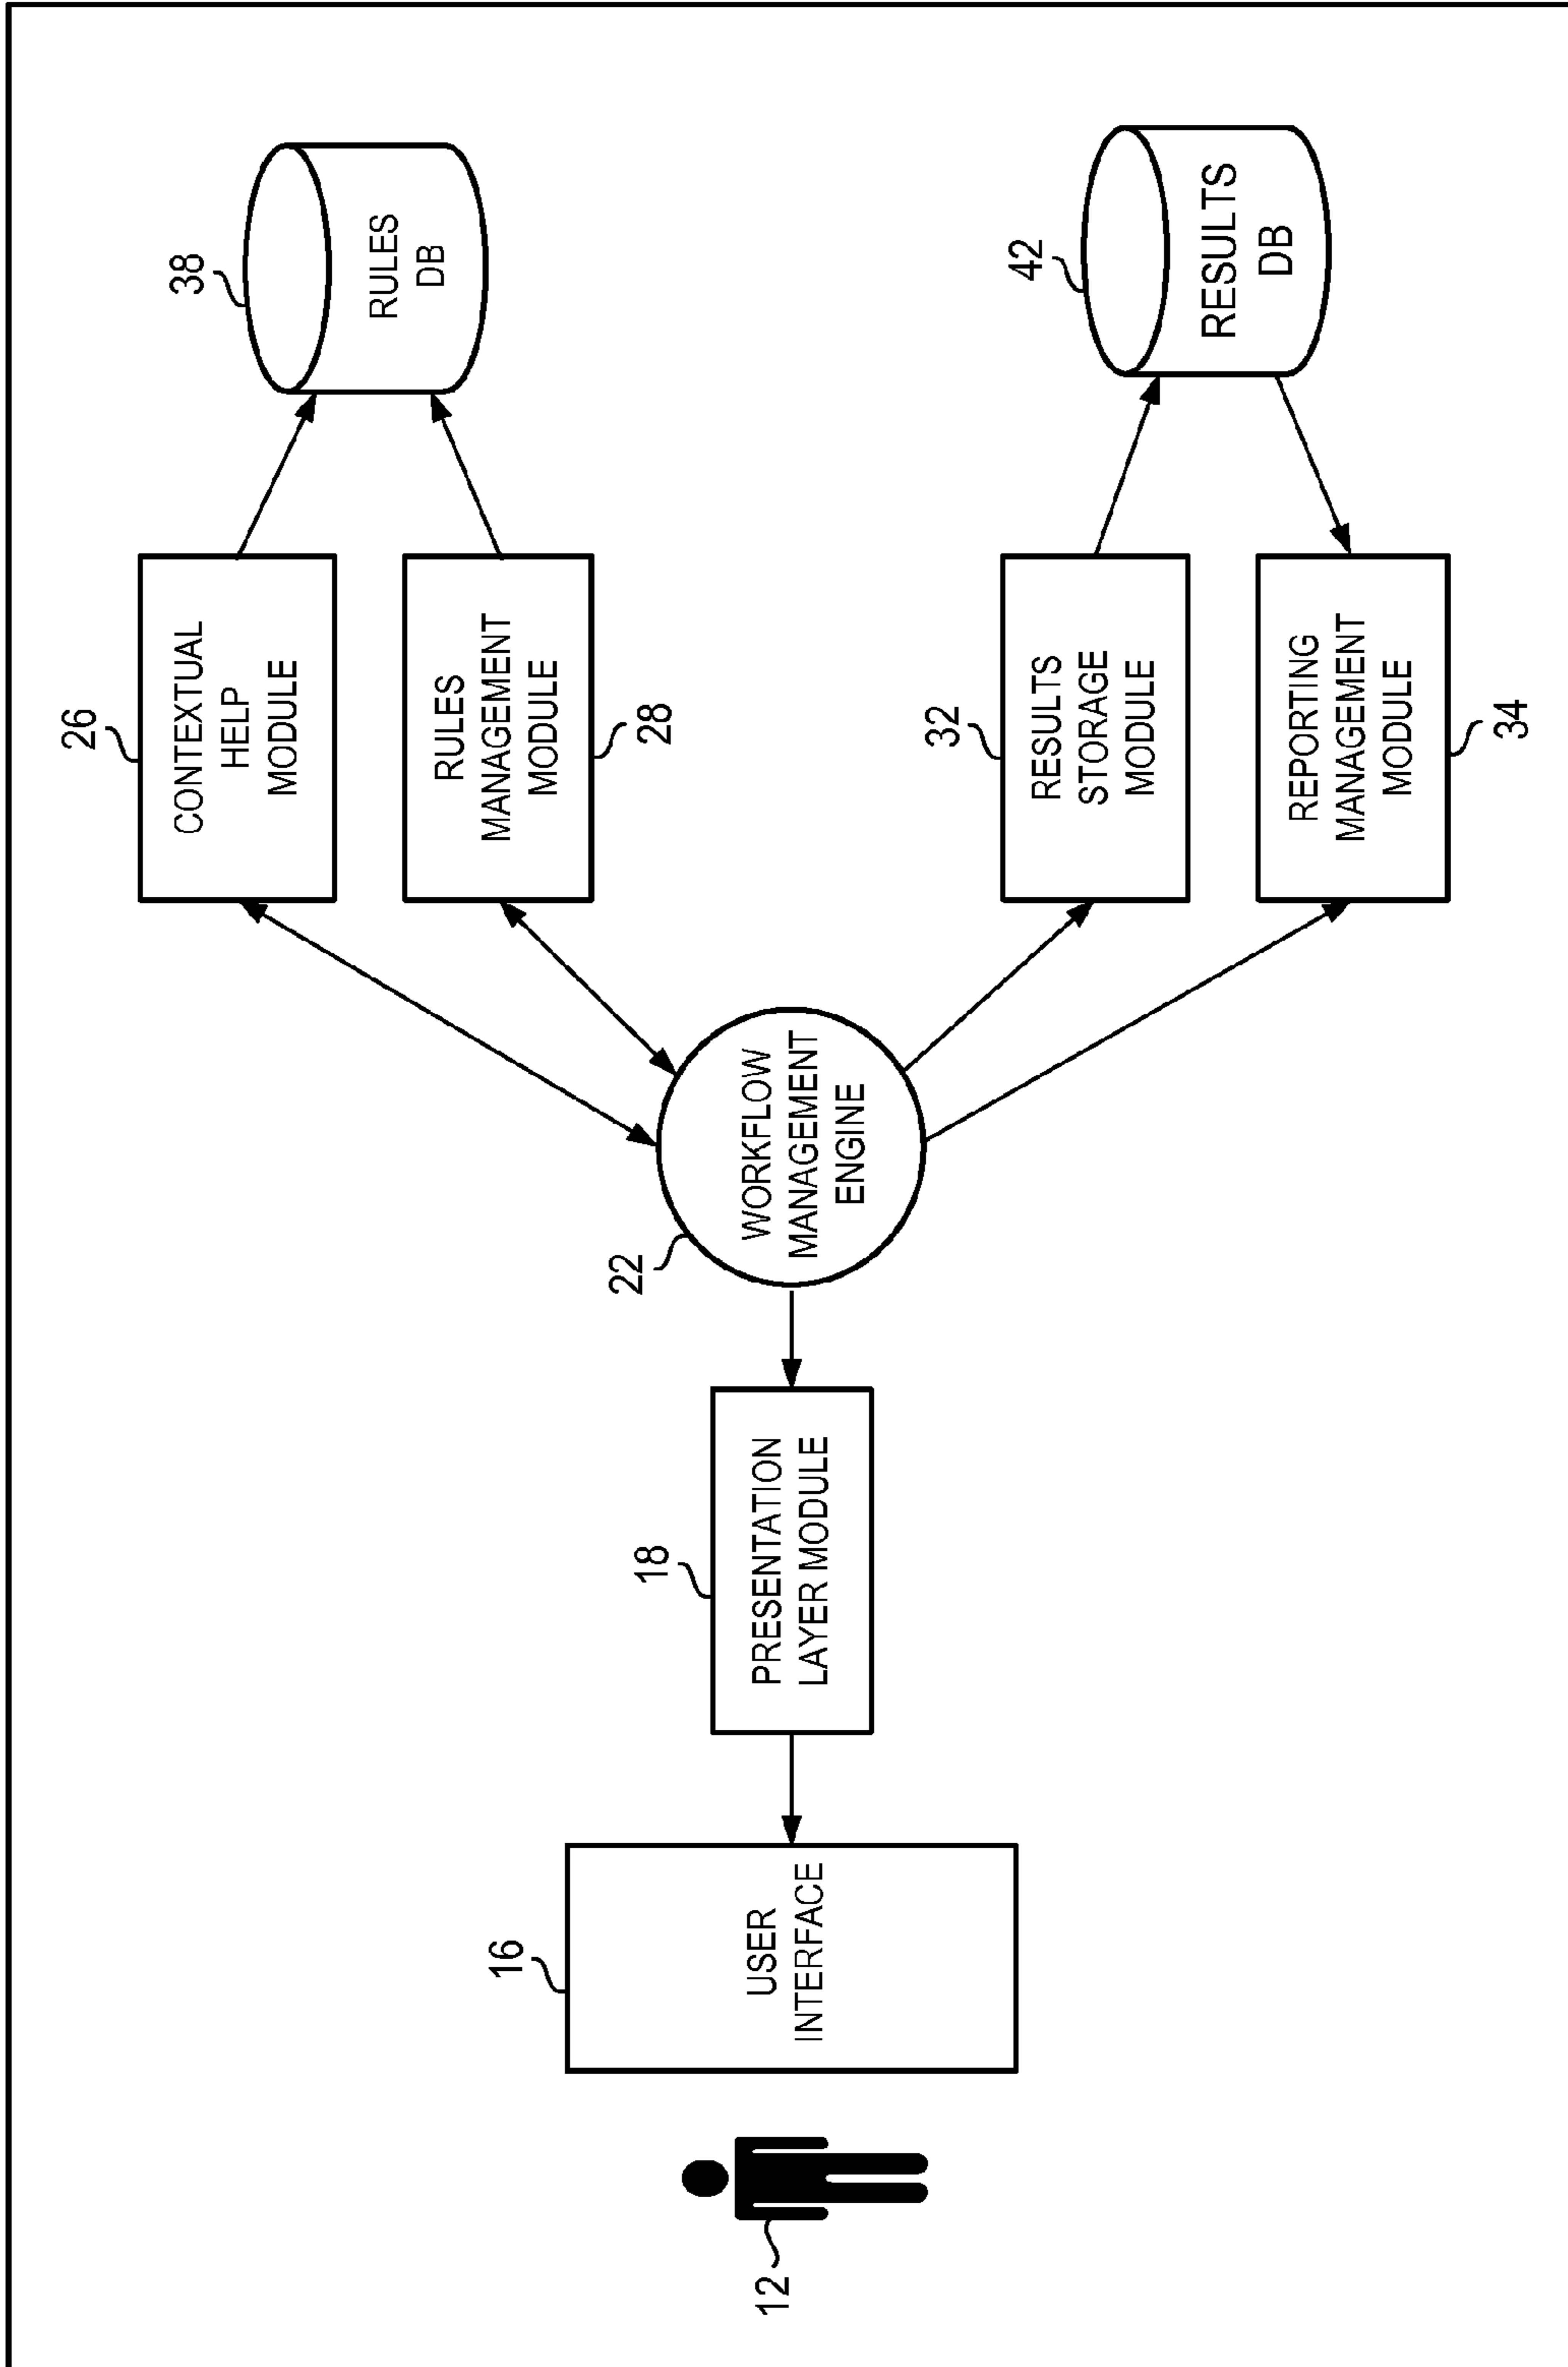 12
16
USER
INTERFACE
18
PRESENTATION
LAYER MODULE
22
WORKFLOW
MANAGEMENT
ENGINE
26
CONTEXTUAL
HELP
MODULE
RULES
MANAGEMENT
MODULE
28
32
RESULTS
STORAGE
MODULE
REPORTING
MANAGEMENT
MODULE
34
38
RULES
DB
42
RESULTS
DB